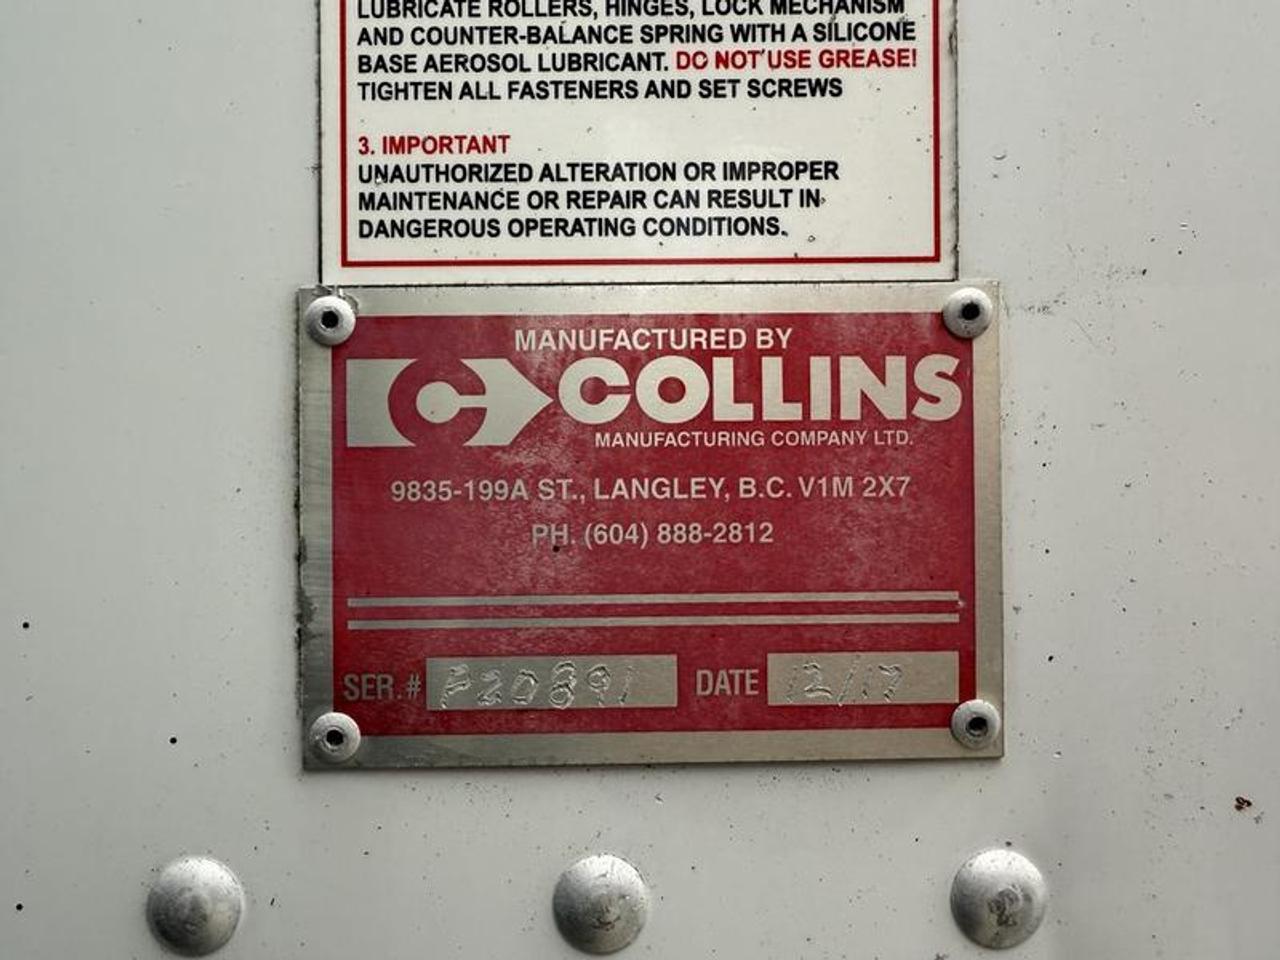 LUBRICATE ROLLERS, HINGES, LOCK MECHANISM
AND COUNTER-BALANCE SPRING WITH A SILICONE
BASE AEROSOL LUBRICANT. DO NOT USE GREASE!
TIGHTEN ALL FASTENERS AND SET SCREWS
3. IMPORTANT
UNAUTHORIZED ALTERATION OR IMPROPER
MAINTENANCE OR REPAIR CAN RESULT IN
DANGEROUS OPERATING CONDITIONS.
MANUFACTURED BY
COLLINS
MANUFACTURING COMPANY LTD.
9835-199A ST., LANGLEY, B.C. V1M 2X7
PH. (604) 888-2812
SER.# P20891 DATE 12/17